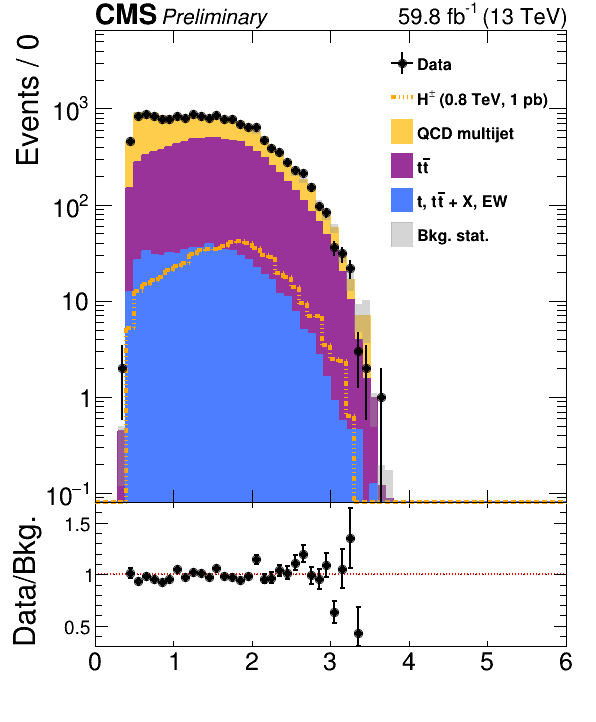 CMS Preliminary 59.8 fb⁻¹ (13 TeV)
Events / 0
10³
10²
10
1
10⁻¹
Data
H± (0.8 TeV, 1 pb)
QCD multijet
tt̄
t, tt̄ + X, EW
Bkg. stat.
Data/Bkg.
1.5
1
0.5
0 1 2 3 4 5 6